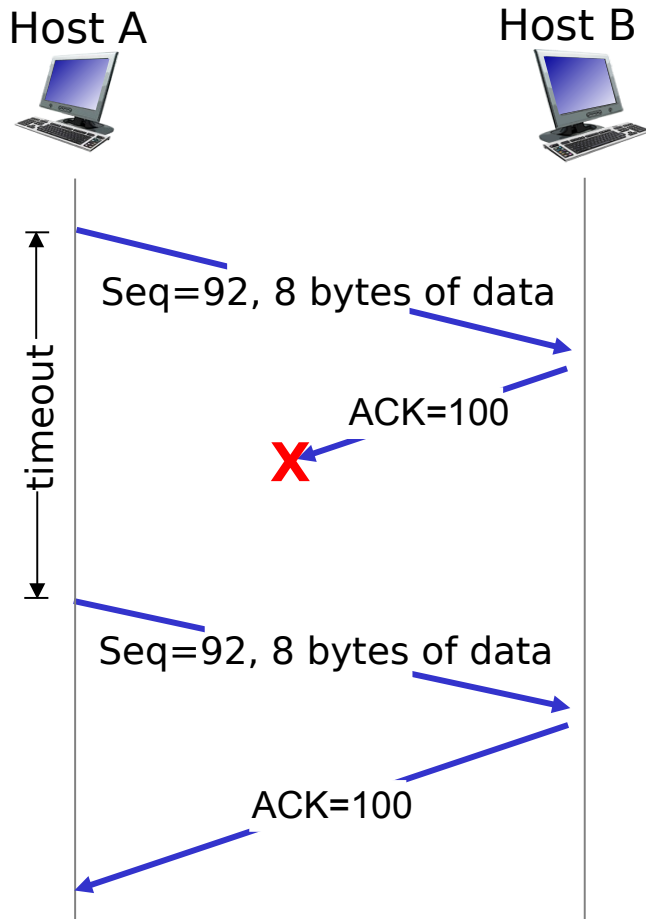 Host A
Host B
Seq=92, 8 bytes of data
ACK=100
X
timeout
Seq=92, 8 bytes of data
ACK=100